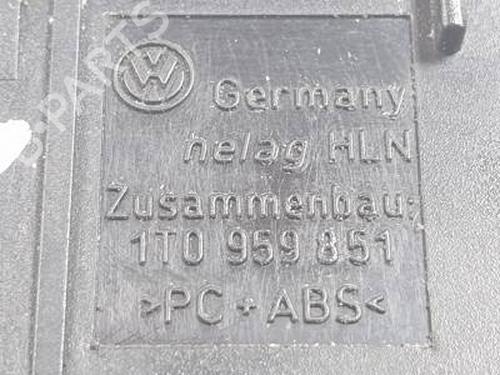 Germany
helag HLN
Zusammenbau:
1T0 959 851
>PC+ABS<